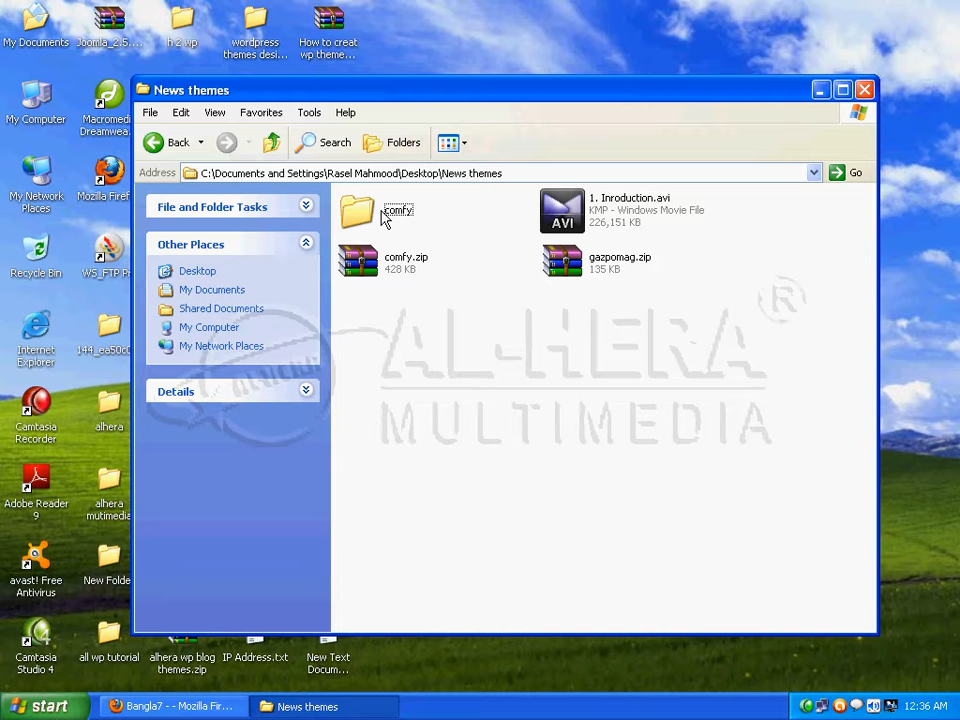 My Documents
Joomla_2.5....
h 2 wp
wordpress
themes desi...
How to creat
wp theme...
News themes
File Edit View Favorites Tools Help
Back Search Folders
Address C:\Documents and Settings\Rasel Mahmood\Desktop\News themes Go
My Computer
Macromedi
Dreamwea...
My Network
Places
Mozilla Firef
Recycle Bin
WS_FTP Pr
Internet
Explorer
144_ea50c0
Camtasia
Recorder
alhera
Adobe Reader
9
alhera
mutimedia
avast! Free
Antivirus
New Folde
Camtasia
Studio 4
all wp tutorial
alhera wp blog
themes.zip
IP Address.txt
New Text
Docum...
File and Folder Tasks
Other Places
Desktop
My Documents
Shared Documents
My Computer
My Network Places
Details
comfy
1. Inroduction.avi
KMP - Windows Movie File
226,151 KB
AVI
comfy.zip
428 KB
gazpomag.zip
135 KB
AL-HERA ®
MULTIMEDIA
start
Bangla7 - - Mozilla Fir...
News themes
12:36 AM